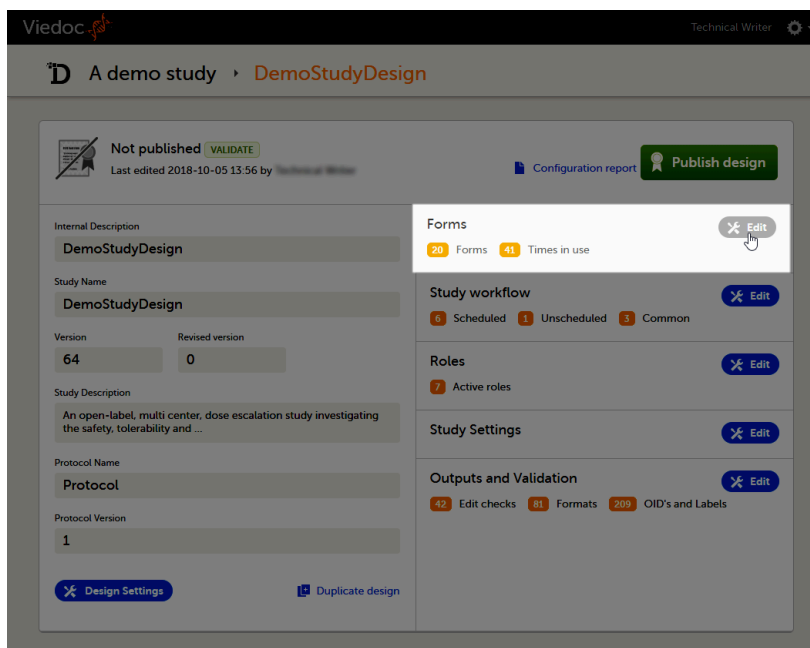 Viedoc
Technical Writer
A demo study
DemoStudyDesign
Not published VALIDATE
Last edited 2018-10-05 13:56 by
Configuration report
Publish design
Internal Description
DemoStudyDesign
Study Name
DemoStudyDesign
Version Revised version
64 0
Study Description
An open-label, multi center, dose escalation study investigating
the safety, tolerability and ...
Protocol Name
Protocol
Protocol Version
1
Design Settings
Duplicate design
Forms
Edit
20 Forms 41 Times in use
Study workflow
Edit
6 Scheduled 1 Unscheduled 3 Common
Roles
Edit
7 Active roles
Study Settings
Edit
Outputs and Validation
Edit
42 Edit checks 81 Formats 209 OID's and Labels